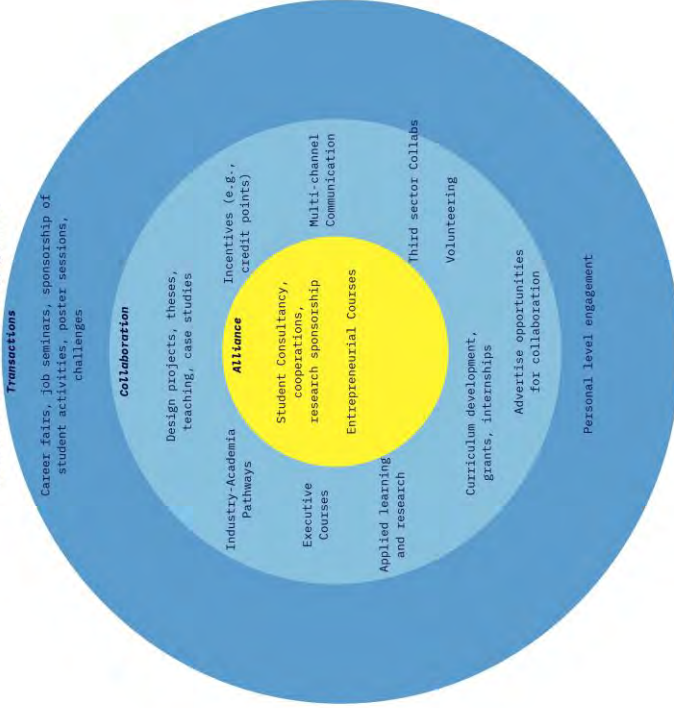 Transactions
Career fairs, job seminars, sponsorship of
student activities, poster sessions,
challenges
Collaboration
Design projects, theses,
teaching, case studies
Industry-Academia
Pathways
Incentives (e.g.,
credit points)
Alliance
Student Consultancy,
cooperations,
research sponsorship
Entrepreneurial Courses
Executive
Courses
Multi-channel
Communication
Applied learning
and research
Third sector Collabs
Volunteering
Curriculum development,
grants, internships
Advertise opportunities
for collaboration
Personal level engagement